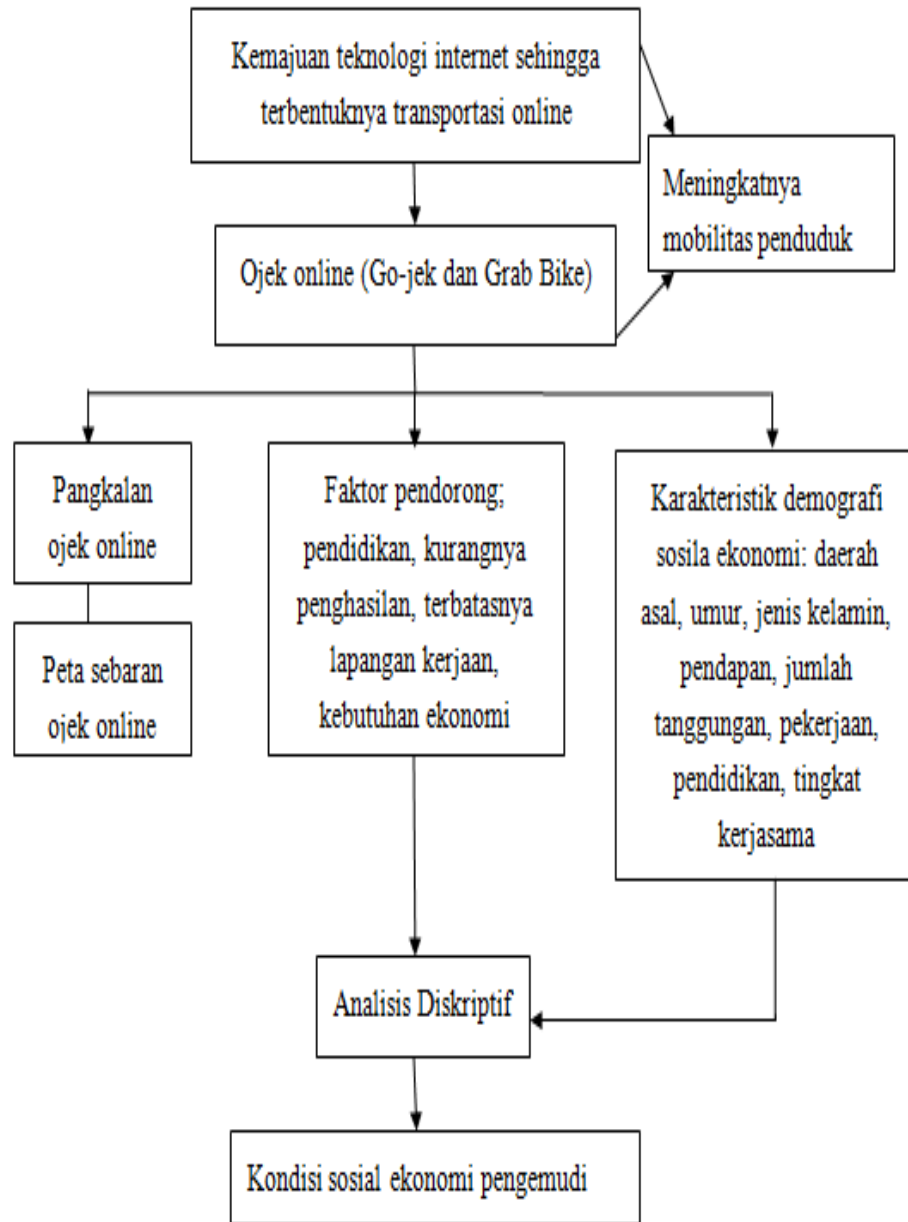 Kemajuan teknologi internet sehingga
terbentuknya transportasi online
Meningkatnya
mobilitas penduduk
Ojek online (Go-jek dan Grab Bike)
Pangkalan
ojek online
Peta sebaran
ojek online
Faktor pendorong;
pendidikan, kurangnya
penghasilan, terbatasnya
lapangan kerjaan,
kebutuhan ekonomi
Karakteristik demografi
sosila ekonomi: daerah
asal, umur, jenis kelamin,
pendapan, jumlah
tanggungan, pekerjaan,
pendidikan, tingkat
kerjasama
Analisis Diskriptif
Kondisi sosial ekonomi pengemudi